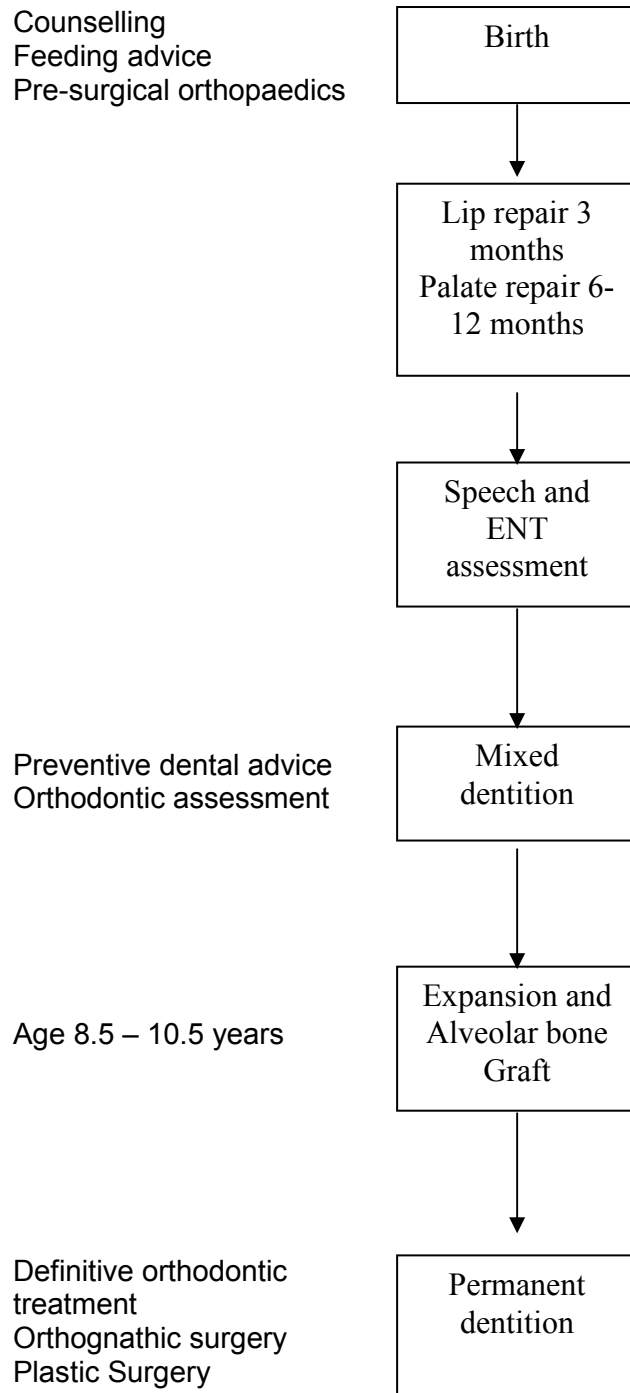 Counselling
Feeding advice
Pre-surgical orthopaedics
Birth
Lip repair 3
months
Palate repair 6-
12 months
Speech and
ENT
assessment
Preventive dental advice
Orthodontic assessment
Mixed
dentition
Age 8.5 – 10.5 years
Expansion and
Alveolar bone
Graft
Definitive orthodontic
treatment
Orthognathic surgery
Plastic Surgery
Permanent
dentition